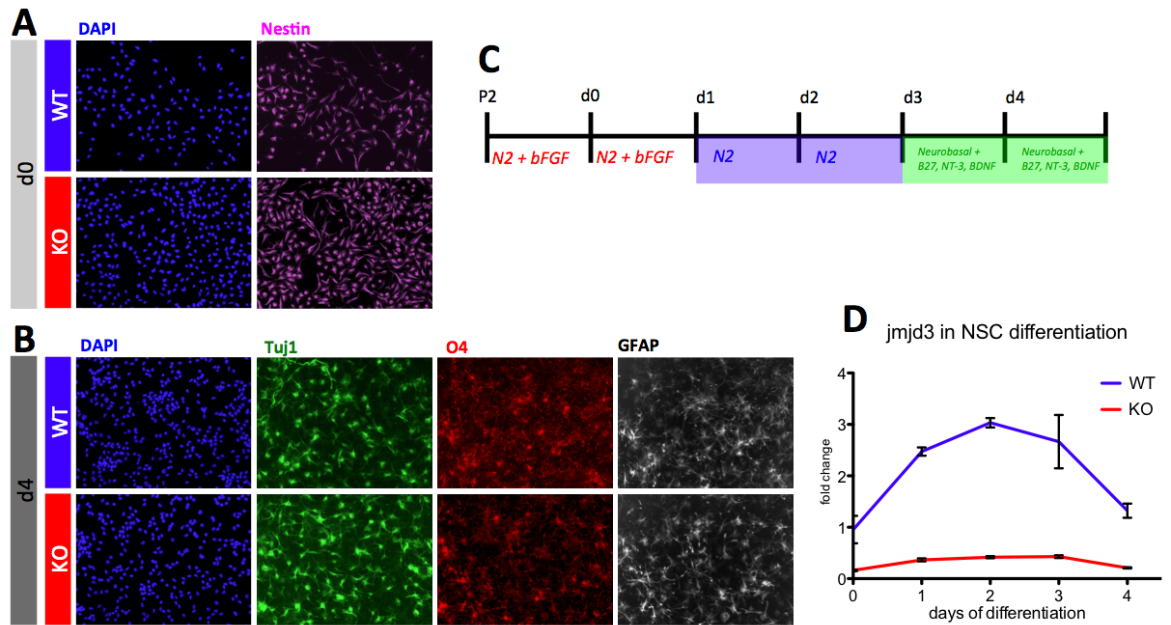 A
DAPI
Nestin
d0
WT
KO
B
DAPI
Tuj1
O4
GFAP
d4
WT
KO
C
P2
d0
d1
d2
d3
d4
N2 + bFGF
N2 + bFGF
N2
N2
Neurobasal +
B27, NT-3, BDNF
Neurobasal +
B27, NT-3, BDNF
D
jmjd3 in NSC differentiation
WT
KO
fold change
4
3
2
1
0
0 1 2 3 4
days of differentiation